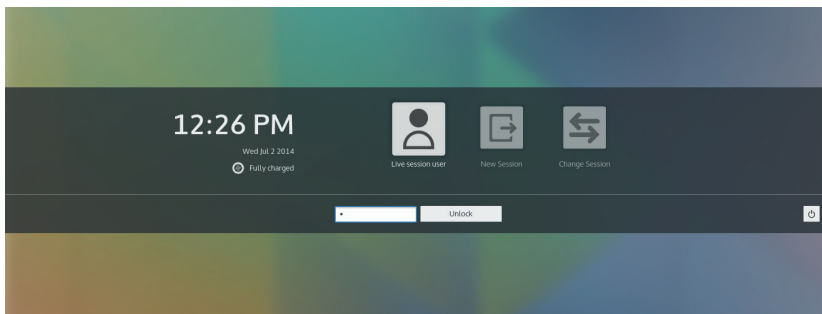 12:26 PM
Wed Jul 2 2014
Fully charged
Live session user
New Session
Change Session
Unlock